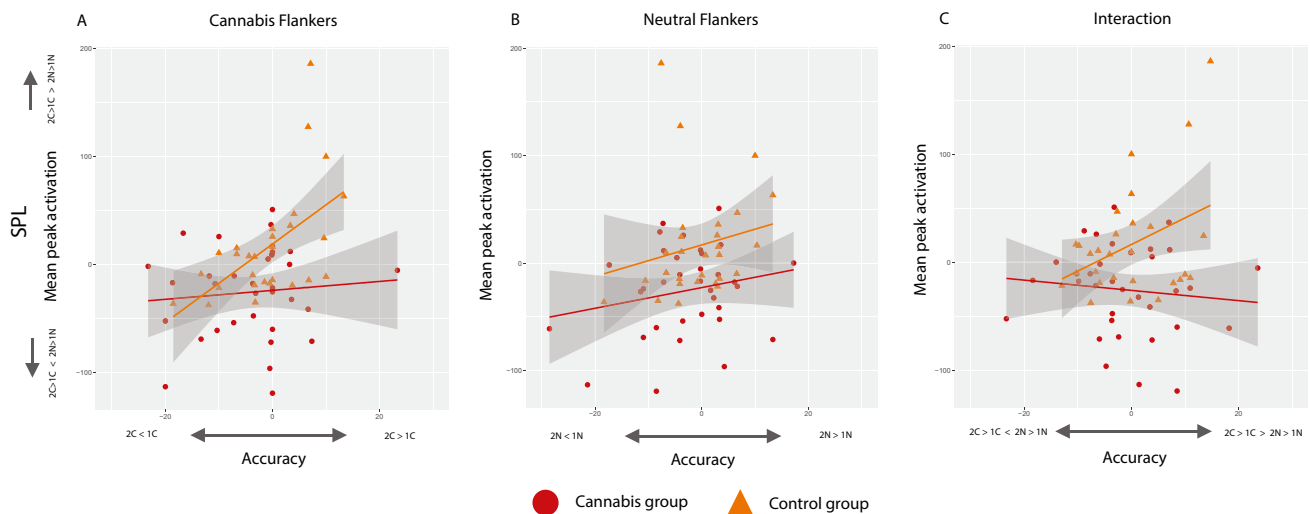 A
Cannabis Flankers
B
Neutral Flankers
C
Interaction
SPL
Mean peak activation
2C>1C > 2N>1N
2C>1C < 2N>1N
200
100
0
−100
−20
0
20
2C < 1C
2C > 1C
Accuracy
Mean peak activation
200
100
0
−100
−20
0
20
2N < 1N
2N > 1N
Accuracy
Mean peak activation
200
100
0
−100
−20
0
20
2C > 1C < 2N > 1N
2C > 1C > 2N > 1N
Accuracy
Cannabis group
Control group